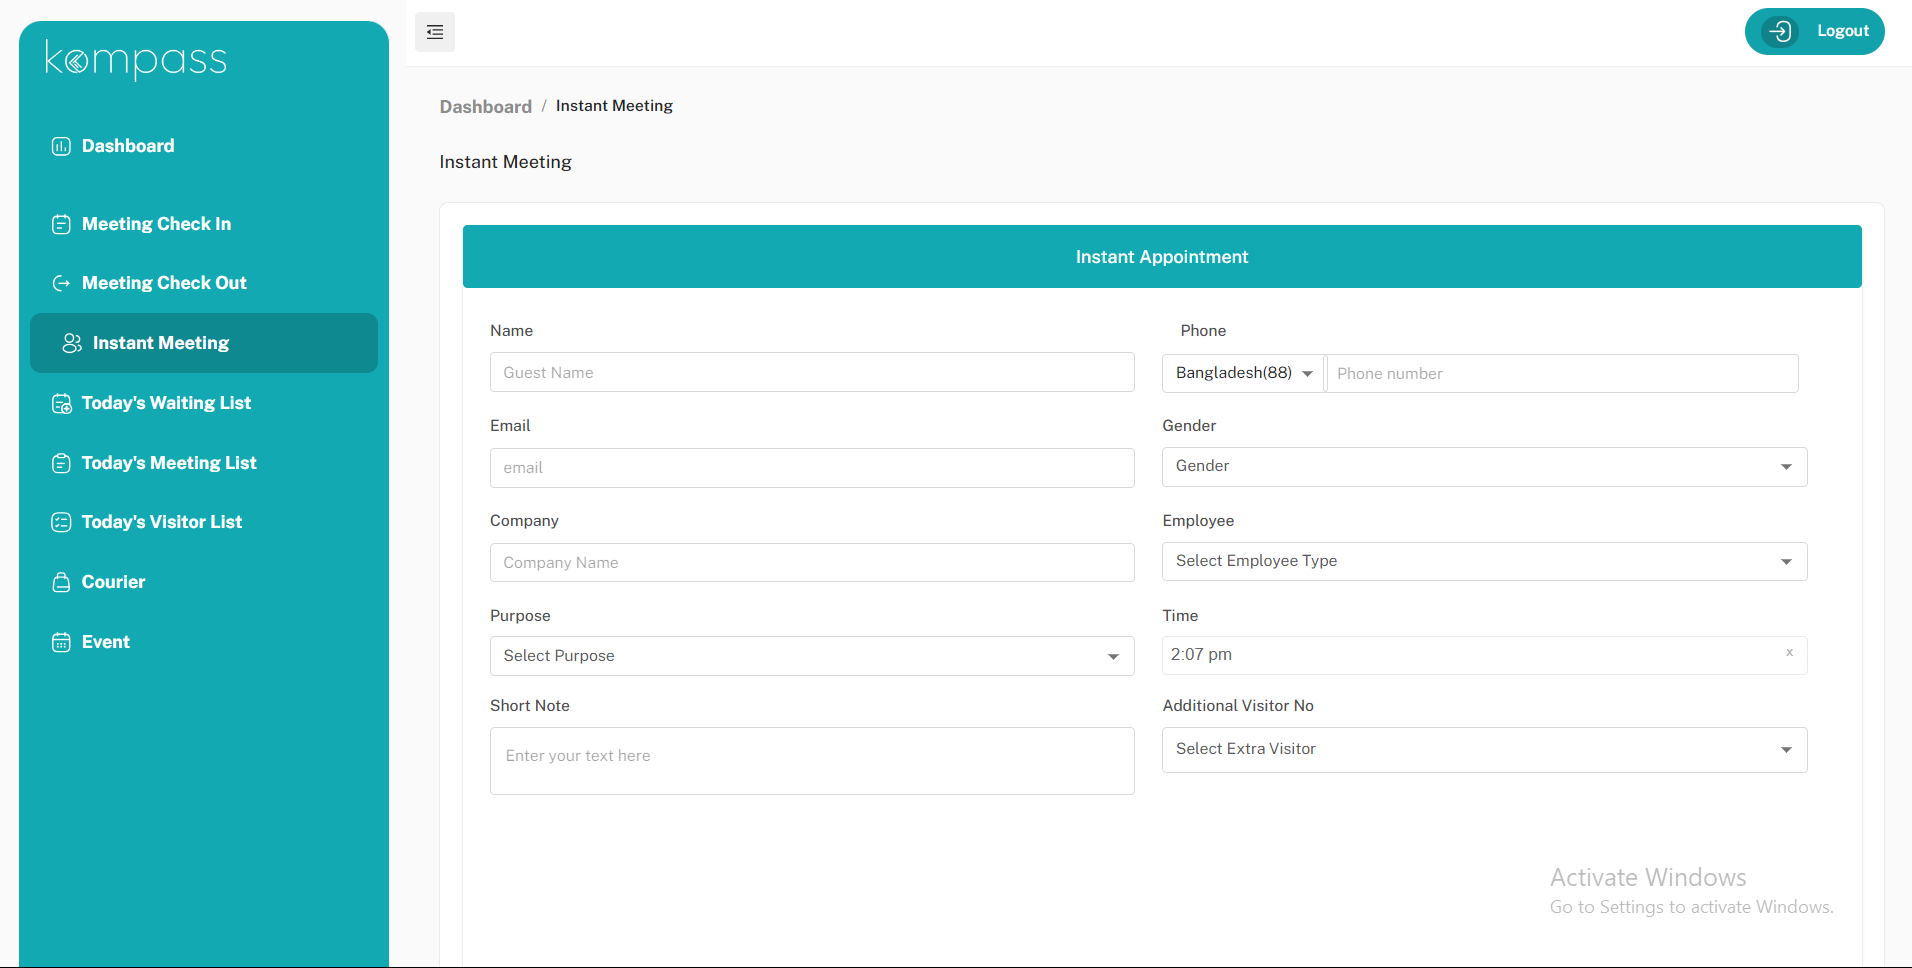 kompass
Dashboard
Meeting Check In
Meeting Check Out
Instant Meeting
Today's Waiting List
Today's Meeting List
Today's Visitor List
Courier
Event
Logout
Dashboard / Instant Meeting
Instant Meeting
Instant Appointment
Name
Guest Name
Phone
Bangladesh(88) Phone number
Email
email
Gender
Gender
Company
Company Name
Employee
Select Employee Type
Purpose
Select Purpose
Time
2:07 pm x
Short Note
Enter your text here
Additional Visitor No
Select Extra Visitor
Activate Windows
Go to Settings to activate Windows.